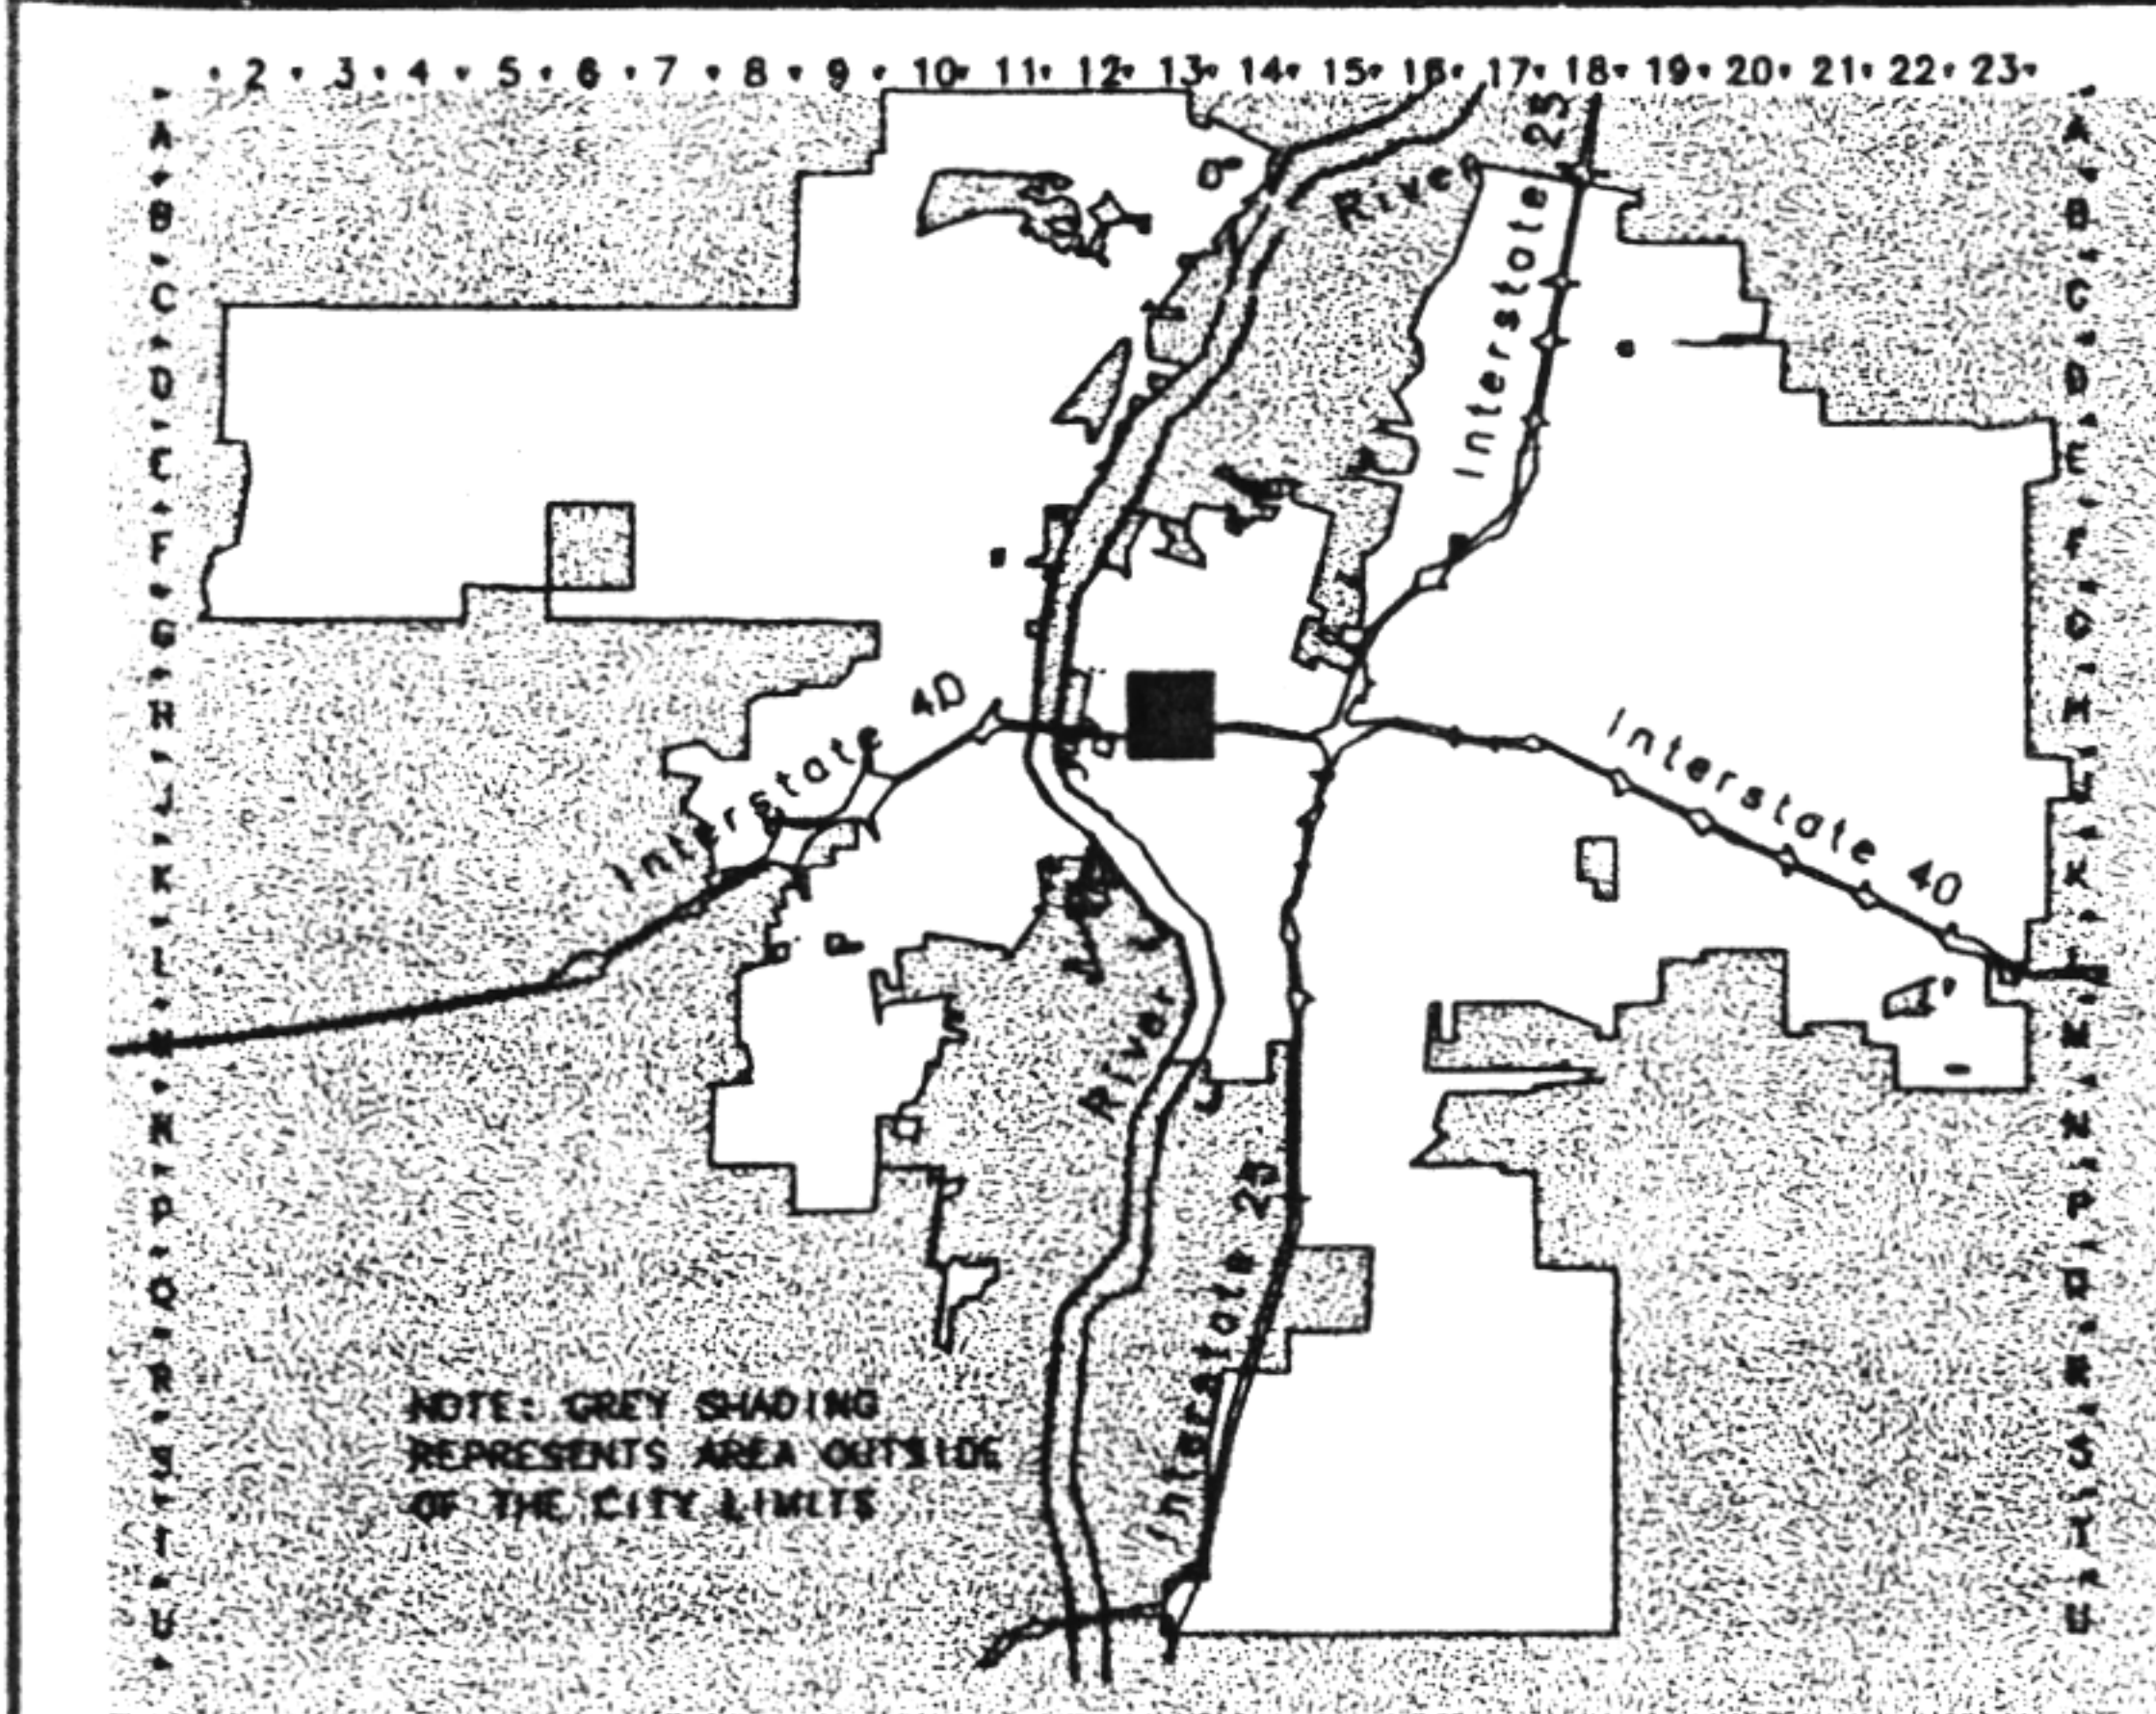 2 3 4 5 6 7 8 9 10 11 12 13 14 15 16 17 18 19 20 21 22 23
A A
B B
C C
D D
E E
F F
G G
H H
J J
K K
L L
M M
N N
P P
Q Q
R R
S S
T T
U U
River
Interstate 25
Interstate 40
Interstate 40
River
Interstate 25
NOTE: GREY SHADING
REPRESENTS AREA OUTSIDE
OF THE CITY LIMITS